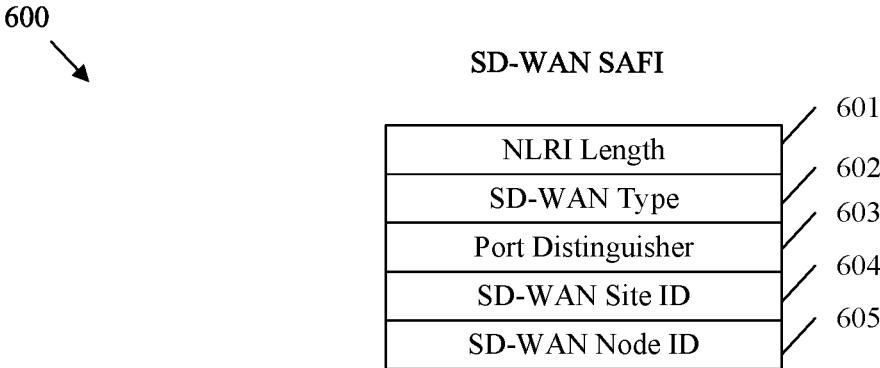 600
SD-WAN SAFI
601
NLRI Length
602
SD-WAN Type
603
Port Distinguisher
604
SD-WAN Site ID
605
SD-WAN Node ID